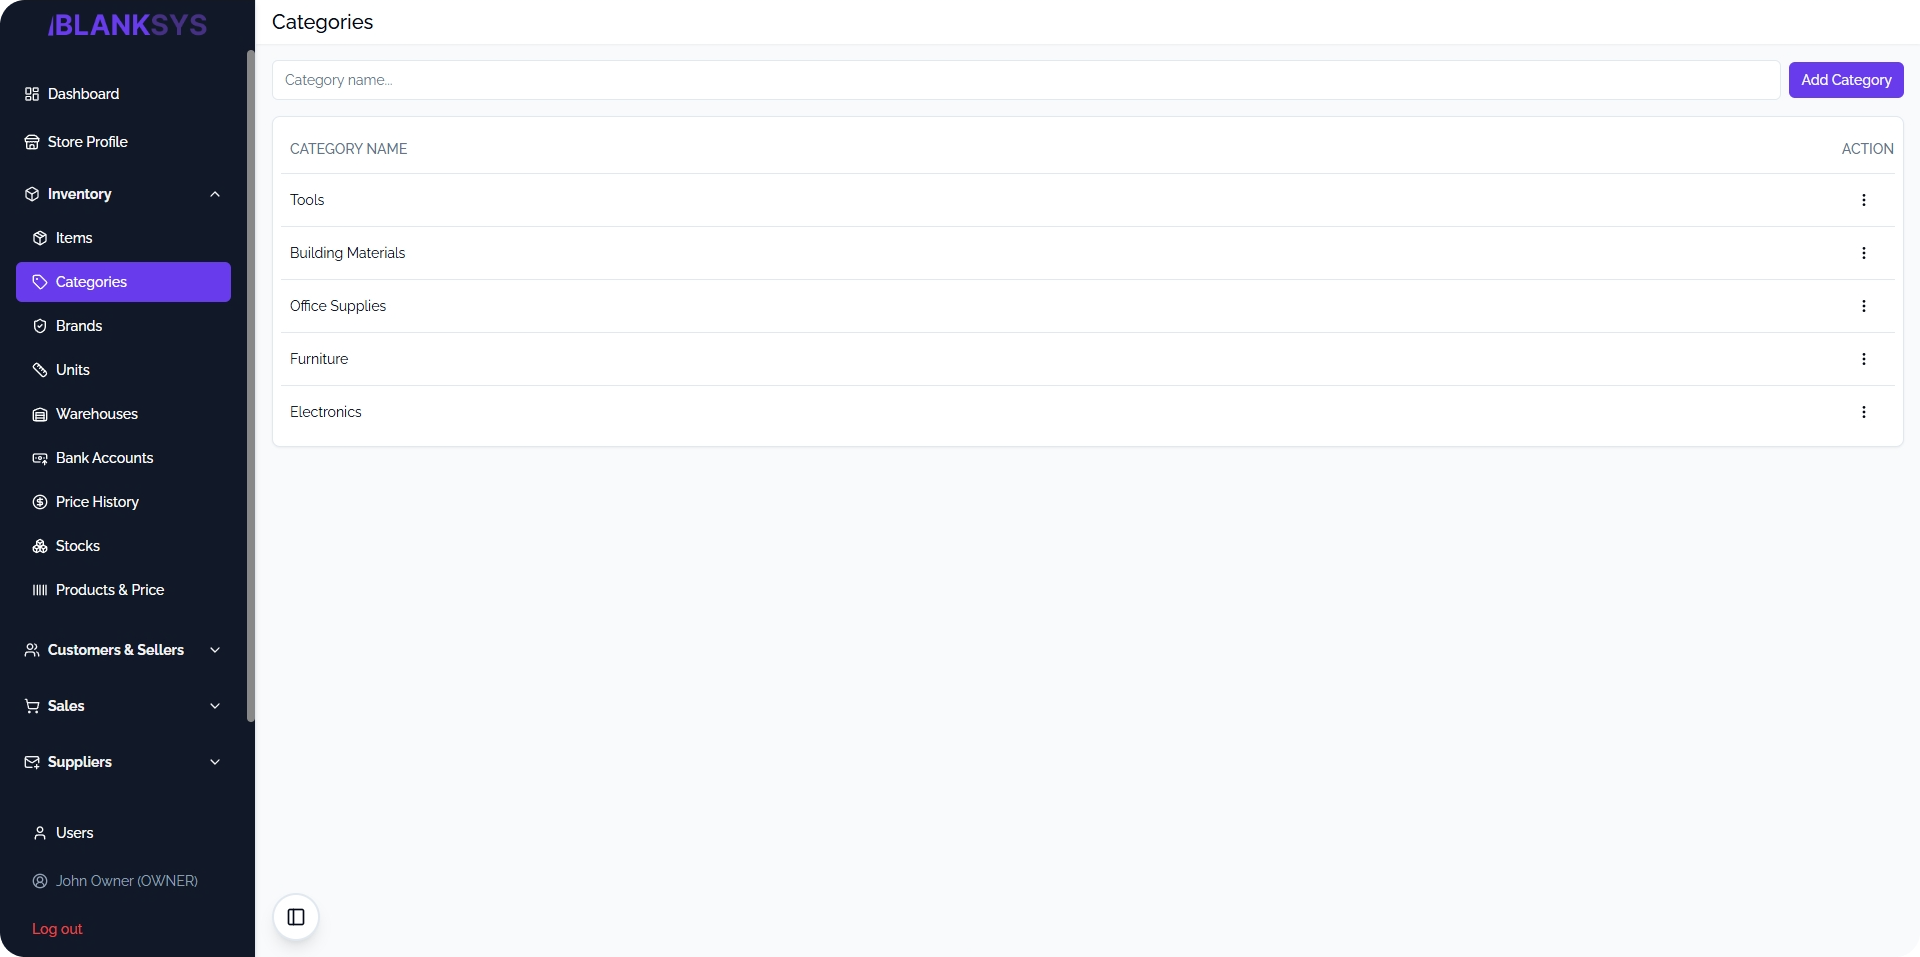 BLANKSYS
Dashboard
Store Profile
Inventory
Items
Categories
Brands
Units
Warehouses
Bank Accounts
Price History
Stocks
Products & Price
Customers & Sellers
Sales
Suppliers
Users
John Owner (OWNER)
Log out
Categories
Category name...
Add Category
CATEGORY NAME
ACTION
Tools
Building Materials
Office Supplies
Furniture
Electronics